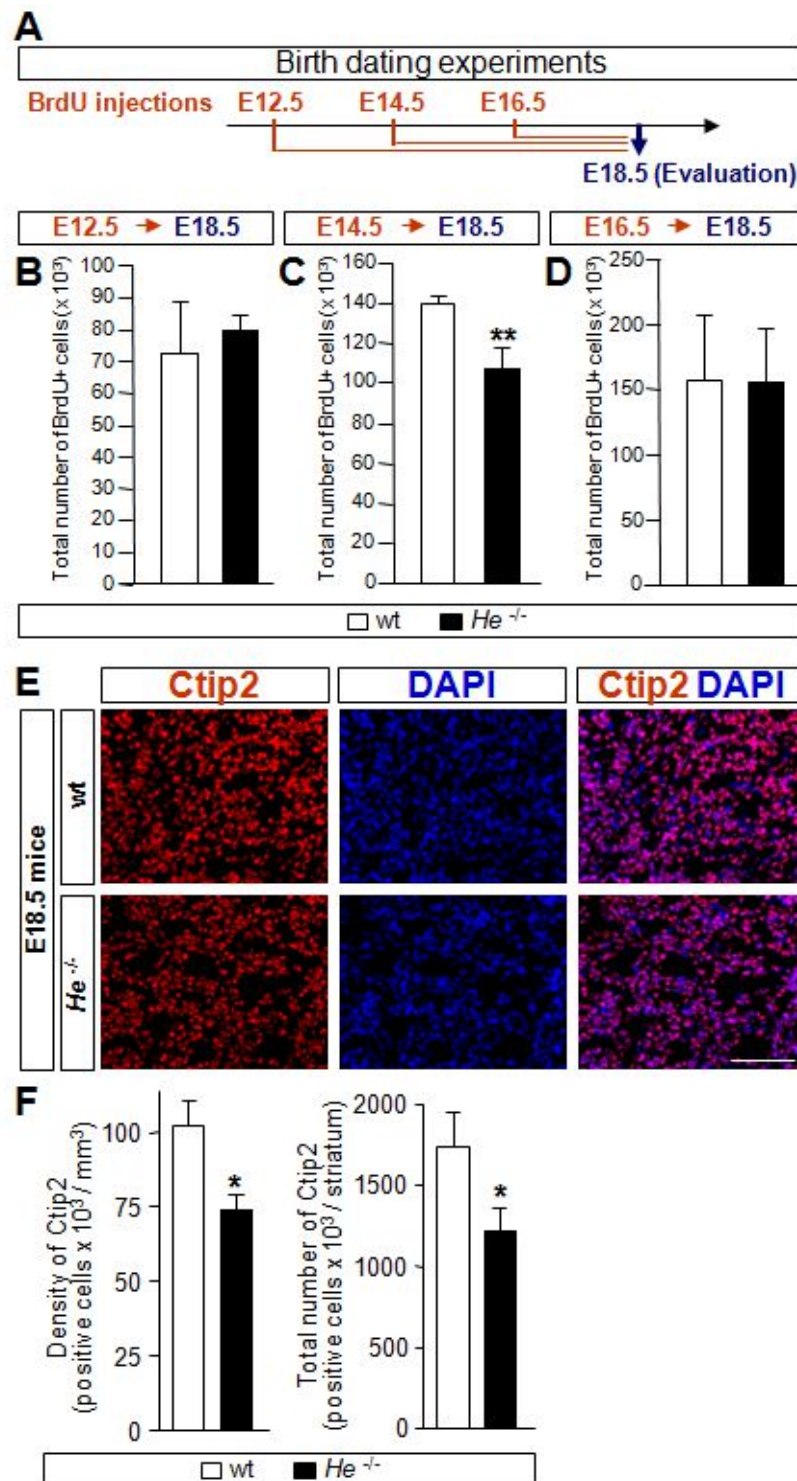 A
Birth dating experiments
BrdU injections E12.5 E14.5 E16.5
E18.5 (Evaluation)
E12.5 → E18.5
E14.5 → E18.5
E16.5 → E18.5
B
Total number of BrdU+ cells (x 10³)
100
90
80
70
60
50
40
30
20
10
0
C
Total number of BrdU+ cells (x 10³)
160
140
120
100
80
60
40
20
0
**
D
Total number of BrdU+ cells (x 10³)
250
200
150
100
50
0
wt He -/-
E
Ctip2 DAPI Ctip2 DAPI
E18.5 mice
wt
He -/-
F
Density of Ctip2
(positive cells x 10³ / mm³)
100
75
50
25
0
*
Total number of Ctip2
(positive cells x 10³ / striatum)
2000
1500
1000
500
0
*
wt He -/-